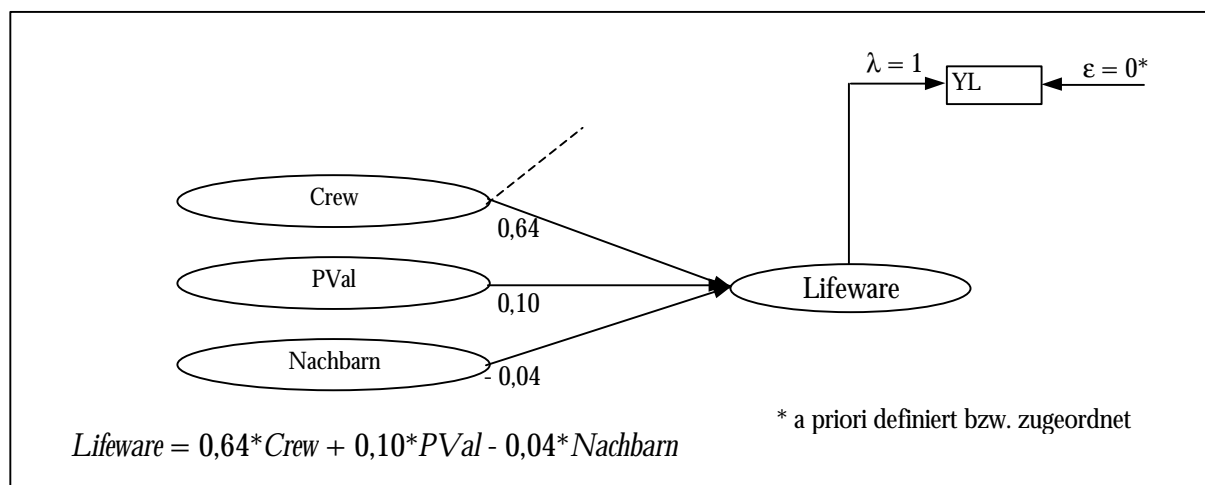 λ = 1
YL
ε = 0*
Crew
0,64
PVal
0,10
Lifeware
Nachbarn
- 0,04
* a priori definiert bzw. zugeordnet
Lifeware = 0,64*Crew + 0,10*PVal - 0,04*Nachbarn